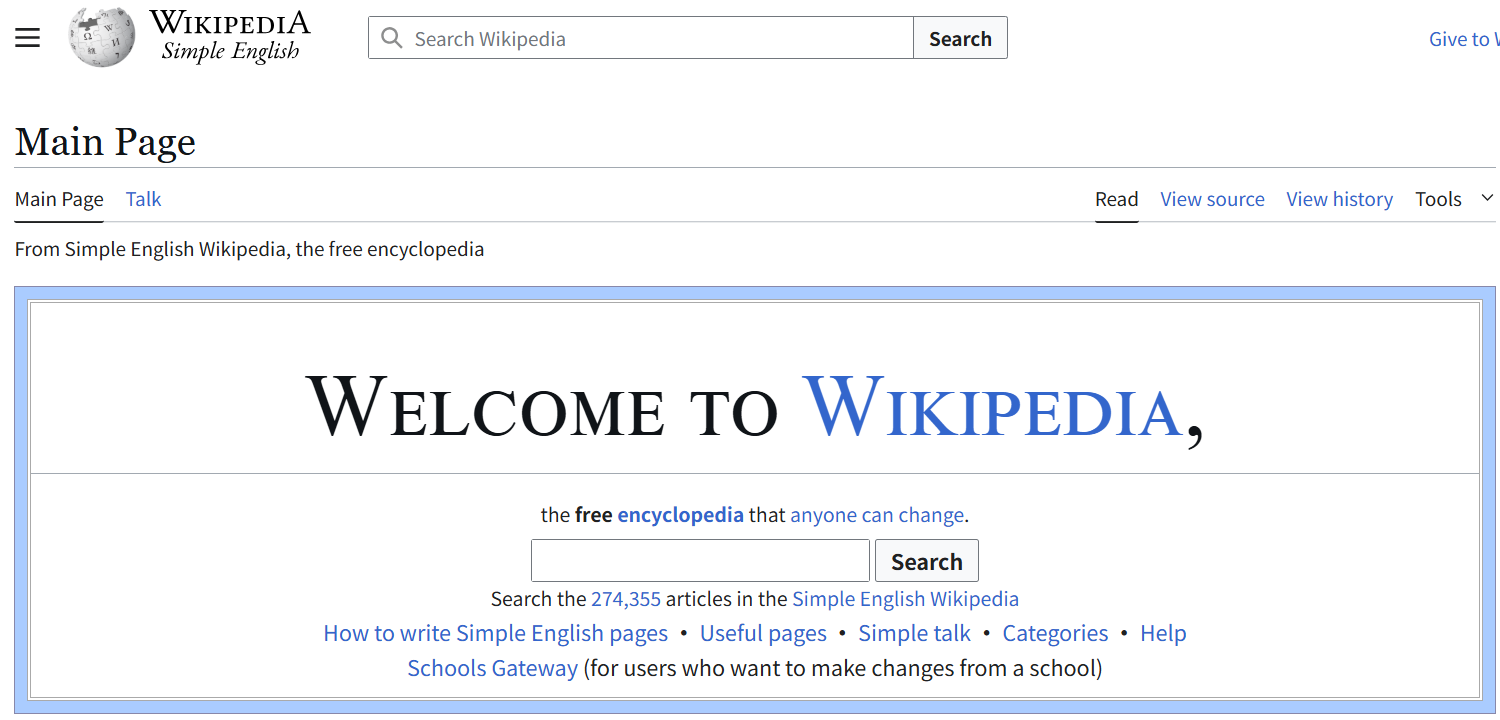 WIKIPEDIA
Simple English
Search Wikipedia
Search
Give to
Main Page
Main Page
Talk
Read
View source
View history
Tools
From Simple English Wikipedia, the free encyclopedia
WELCOME TO WIKIPEDIA,
the free encyclopedia that anyone can change.
Search
Search the 274,355 articles in the Simple English Wikipedia
How to write Simple English pages • Useful pages • Simple talk • Categories • Help
Schools Gateway (for users who want to make changes from a school)